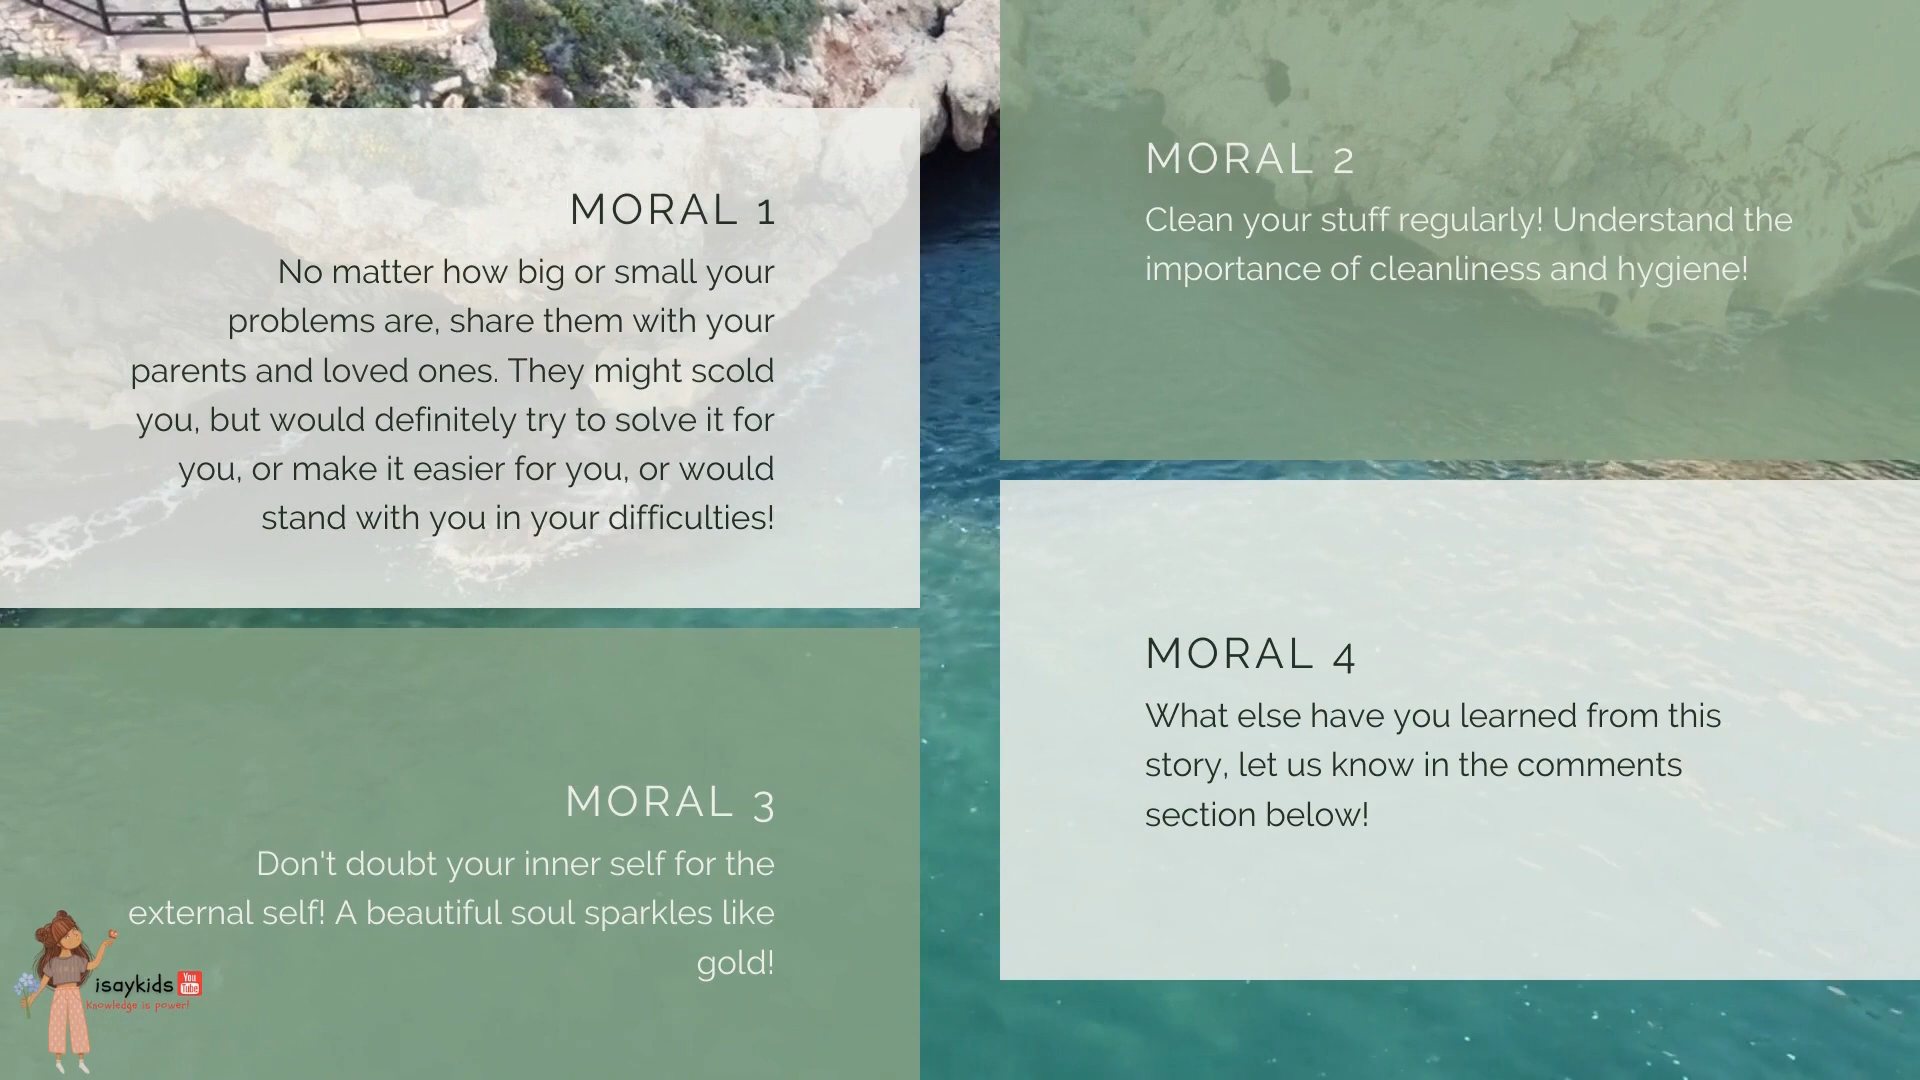 MORAL 1
No matter how big or small your
problems are, share them with your
parents and loved ones. They might scold
you, but would definitely try to solve it for
you, or make it easier for you, or would
stand with you in your difficulties!
MORAL 2
Clean your stuff regularly! Understand the
importance of cleanliness and hygiene!
MORAL 3
Don't doubt your inner self for the
external self! A beautiful soul sparkles like
gold!
MORAL 4
What else have you learned from this
story, let us know in the comments
section below!
isaykids You Tube
Knowledge is power!